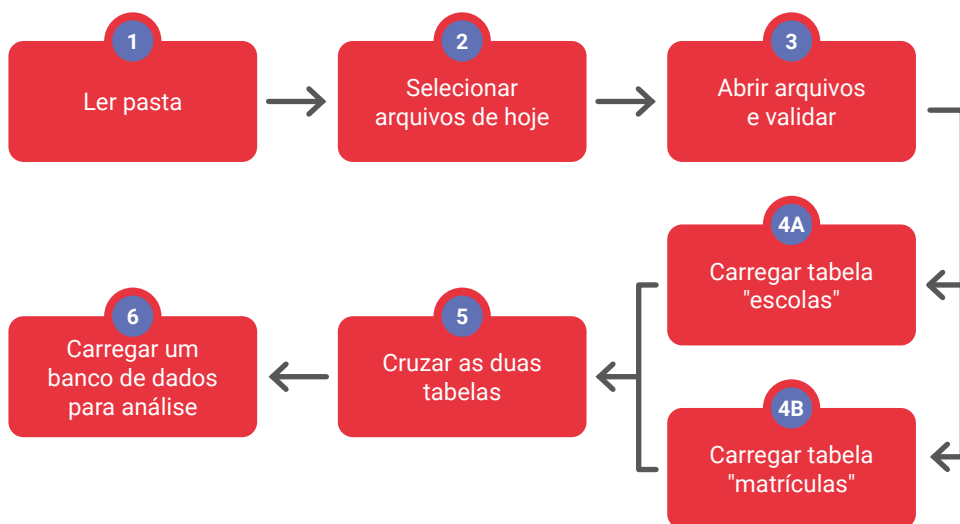 1
Ler pasta
2
Selecionar
arquivos de hoje
3
Abrir arquivos
e validar
4A
Carregar tabela
"escolas"
4B
Carregar tabela
"matrículas"
5
Cruzar as duas
tabelas
6
Carregar um
banco de dados
para análise